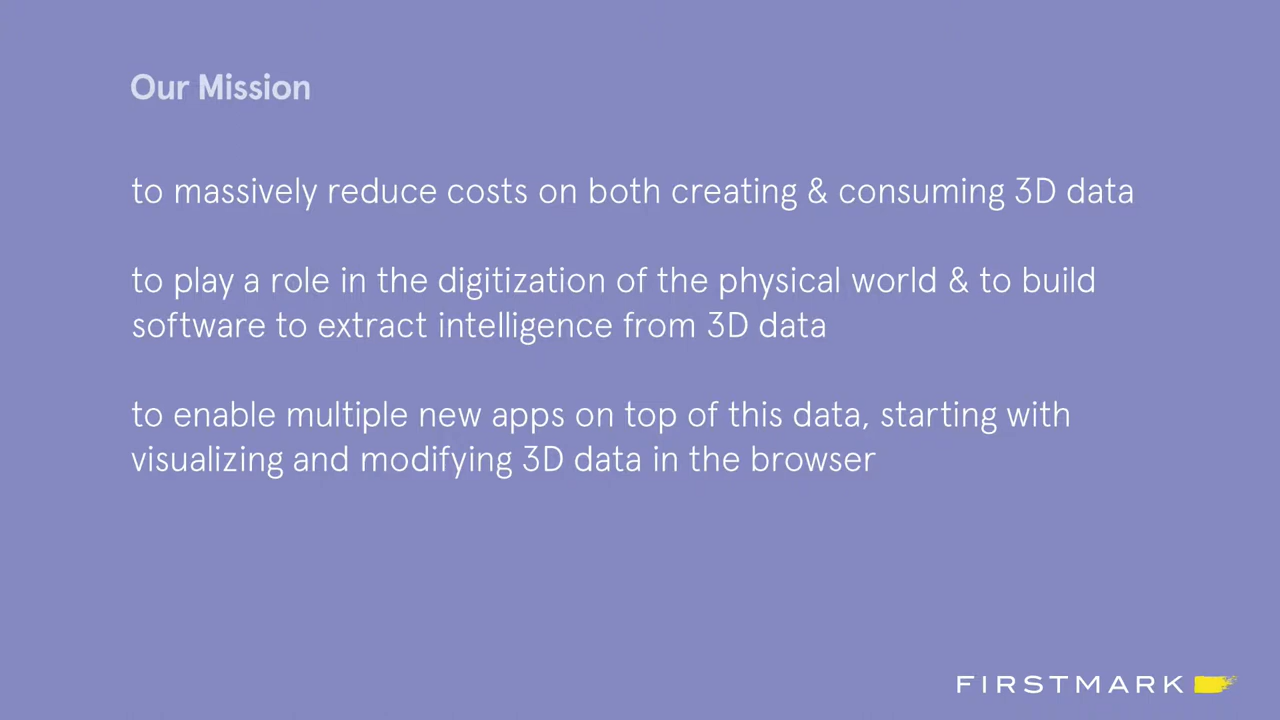 Our Mission
to massively reduce costs on both creating & consuming 3D data
to play a role in the digitization of the physical world & to build
software to extract intelligence from 3D data
to enable multiple new apps on top of this data, starting with
visualizing and modifying 3D data in the browser
FIRSTMARK